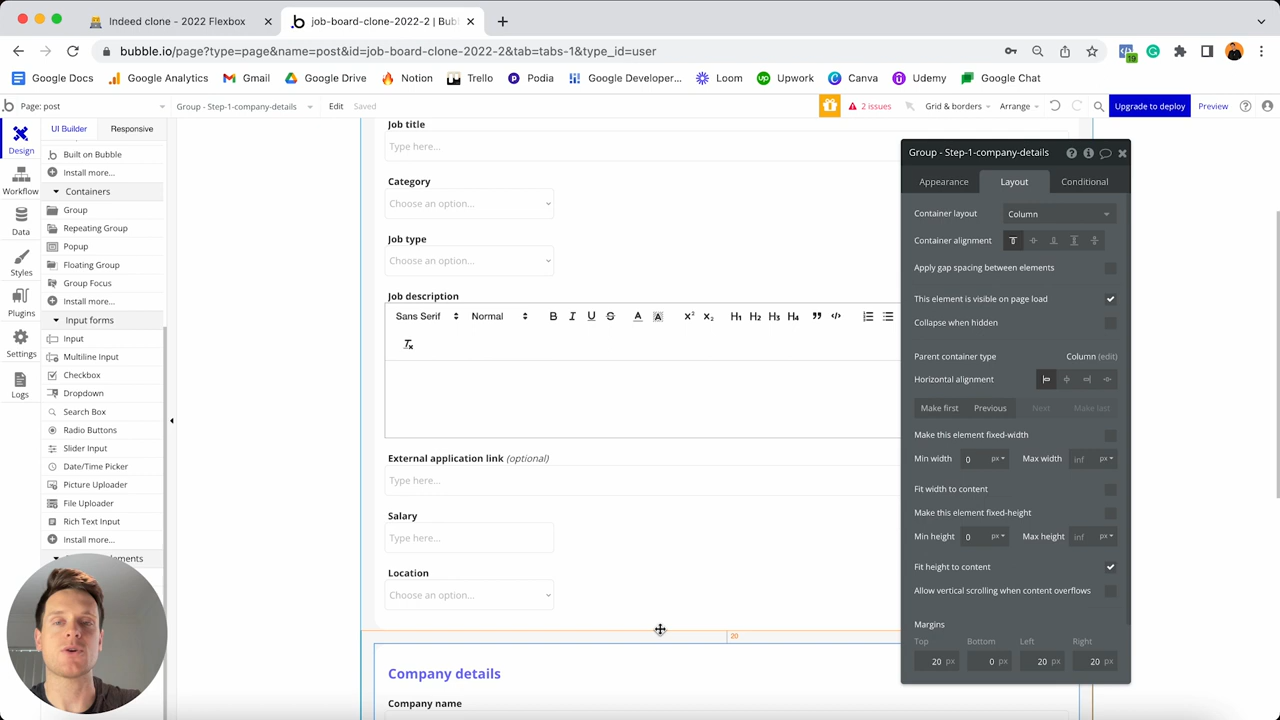 Indeed clone - 2022 Flexbox
job-board-clone-2022-2 | Bubb
bubble.io/page?type=page&name=post&id=job-board-clone-2022-2&tab=tabs-1&type_id=user
19
Google Docs
Google Analytics
Gmail
Google Drive
Notion
Trello
Podia
Google Developer...
Loom
Upwork
Canva
Udemy
Google Chat
Page: post
Group - Step-1-company-details
Edit
Saved
2 issues
Grid & borders
Arrange
Upgrade to deploy
Preview
Design
Workflow
Data
Styles
Plugins
Settings
Logs
UI Builder
Responsive
Built on Bubble
Install more...
Containers
Group
Repeating Group
Popup
Floating Group
Group Focus
Install more...
Input forms
Input
Multiline Input
Checkbox
Dropdown
Search Box
Radio Buttons
Slider Input
Date/Time Picker
Picture Uploader
File Uploader
Rich Text Input
Install more...
Job title
Type here...
Category
Choose an option...
Job type
Choose an option...
Job description
Sans Serif
Normal
B I U S A A X² X₂ H1 H2 H3 H4
External application link (optional)
Type here...
Salary
Type here...
Location
Choose an option...
20
Company details
Company name
Group - Step-1-company-details
Appearance
Layout
Conditional
Container layout
Column
Container alignment
Apply gap spacing between elements
This element is visible on page load
Collapse when hidden
Parent container type
Column (edit)
Horizontal alignment
Make first
Previous
Next
Make last
Make this element fixed-width
Min width 0 px
Max width inf px
Fit width to content
Make this element fixed-height
Min height 0 px
Max height inf px
Fit height to content
Allow vertical scrolling when content overflows
Margins
Top Bottom Left Right
20 px 0 px 20 px 20 px